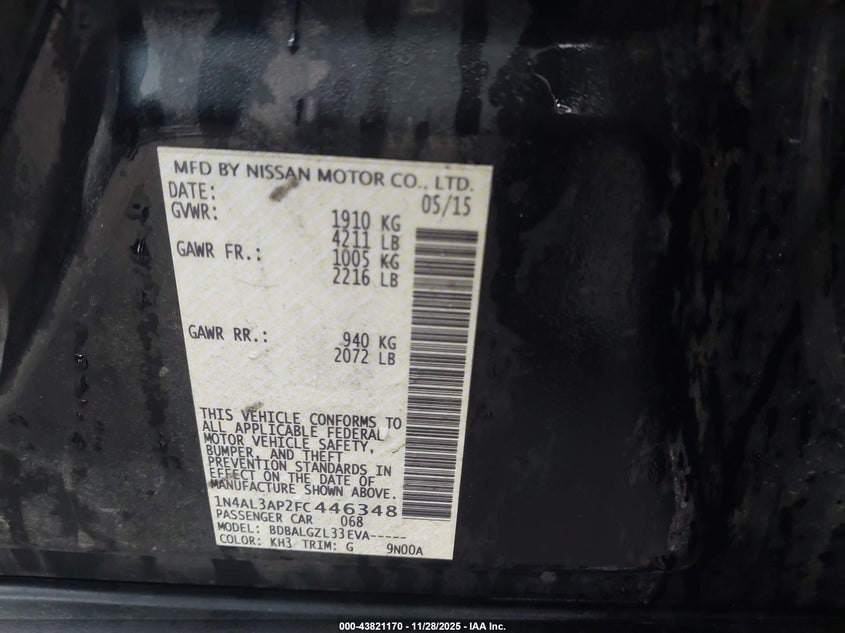 MFD BY NISSAN MOTOR CO., LTD.
DATE: 05/15
GVWR: 1910 KG
4211 LB
GAWR FR.: 1005 KG
2216 LB
GAWR RR.: 940 KG
2072 LB
THIS VEHICLE CONFORMS TO
ALL APPLICABLE FEDERAL
MOTOR VEHICLE SAFETY,
BUMPER, AND THEFT
PREVENTION STANDARDS IN
EFFECT ON THE DATE OF
MANUFACTURE SHOWN ABOVE.
1N4AL3AP2FC446348
PASSENGER CAR 068
MODEL: BDBALGZL33EVA-----
COLOR: KH3 TRIM: G 9N00A
000-43821170 - 11/28/2025 - IAA Inc.